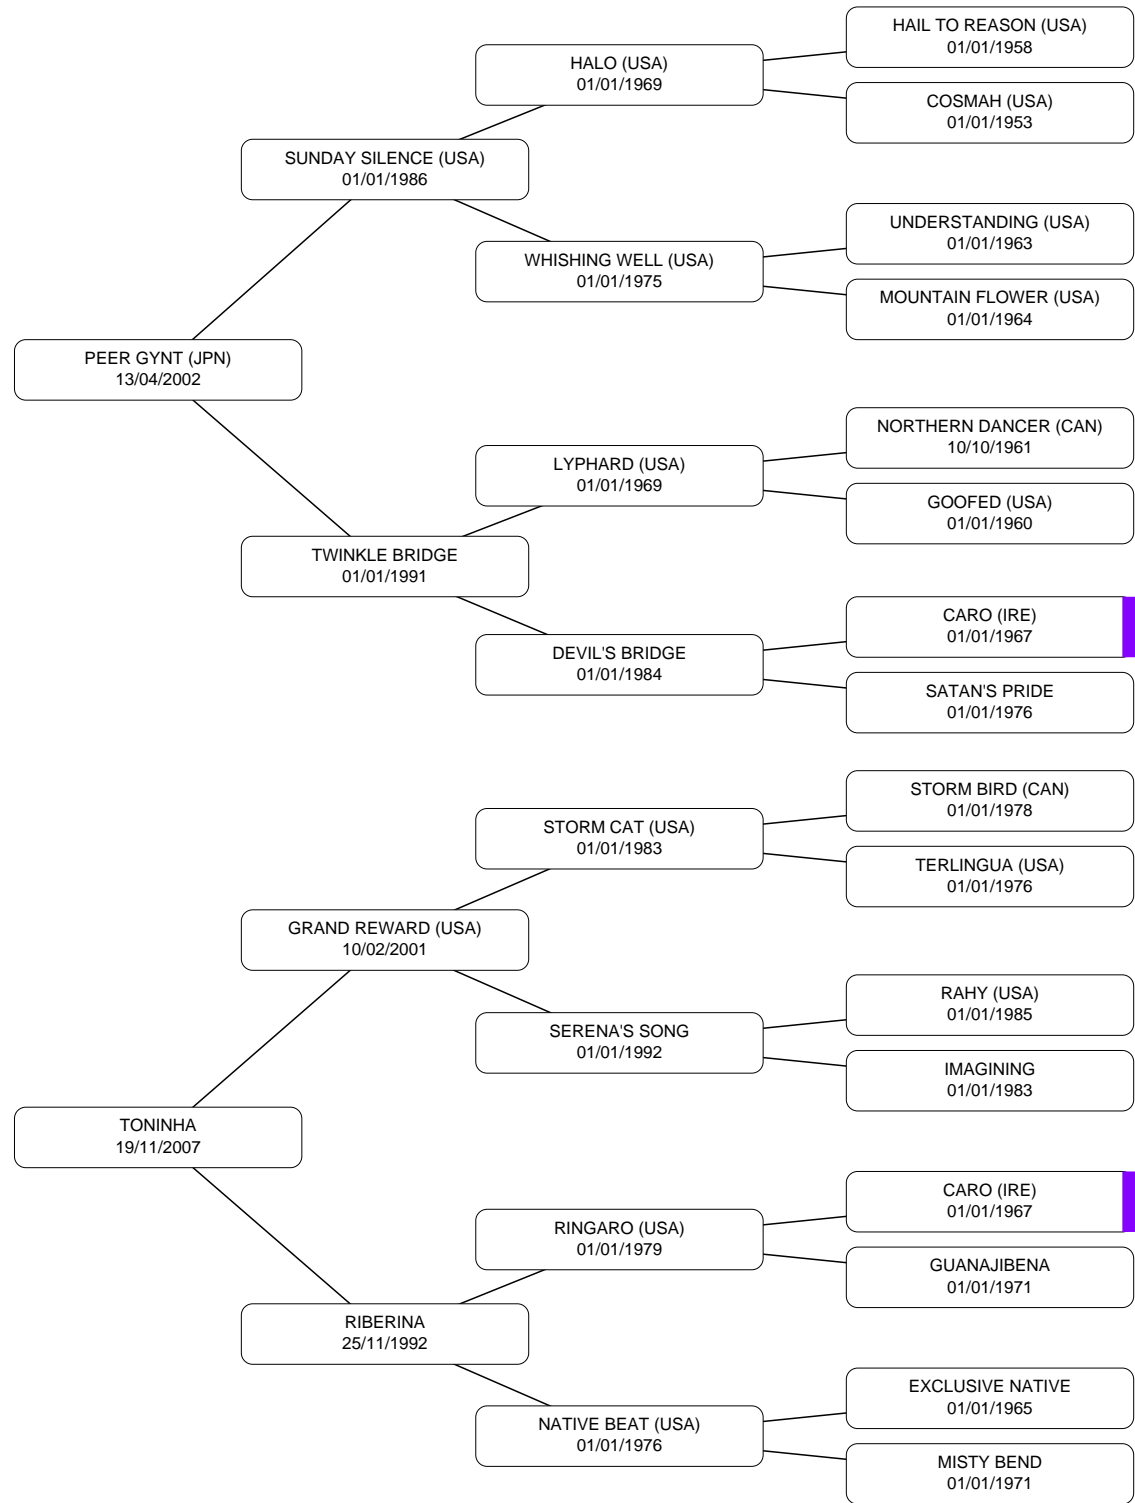 HAIL TO REASON (USA)
01/01/1958
HALO (USA)
01/01/1969
COSMAH (USA)
01/01/1953
SUNDAY SILENCE (USA)
01/01/1986
UNDERSTANDING (USA)
01/01/1963
WHISHING WELL (USA)
01/01/1975
MOUNTAIN FLOWER (USA)
01/01/1964
PEER GYNT (JPN)
13/04/2002
NORTHERN DANCER (CAN)
10/10/1961
LYPHARD (USA)
01/01/1969
GOOFED (USA)
01/01/1960
TWINKLE BRIDGE
01/01/1991
CARO (IRE)
01/01/1967
DEVIL'S BRIDGE
01/01/1984
SATAN'S PRIDE
01/01/1976
STORM BIRD (CAN)
01/01/1978
STORM CAT (USA)
01/01/1983
TERLINGUA (USA)
01/01/1976
GRAND REWARD (USA)
10/02/2001
RAHY (USA)
01/01/1985
SERENA'S SONG
01/01/1992
IMAGINING
01/01/1983
TONINHA
19/11/2007
CARO (IRE)
01/01/1967
RINGARO (USA)
01/01/1979
GUANAJIBENA
01/01/1971
RIBERINA
25/11/1992
EXCLUSIVE NATIVE
01/01/1965
NATIVE BEAT (USA)
01/01/1976
MISTY BEND
01/01/1971